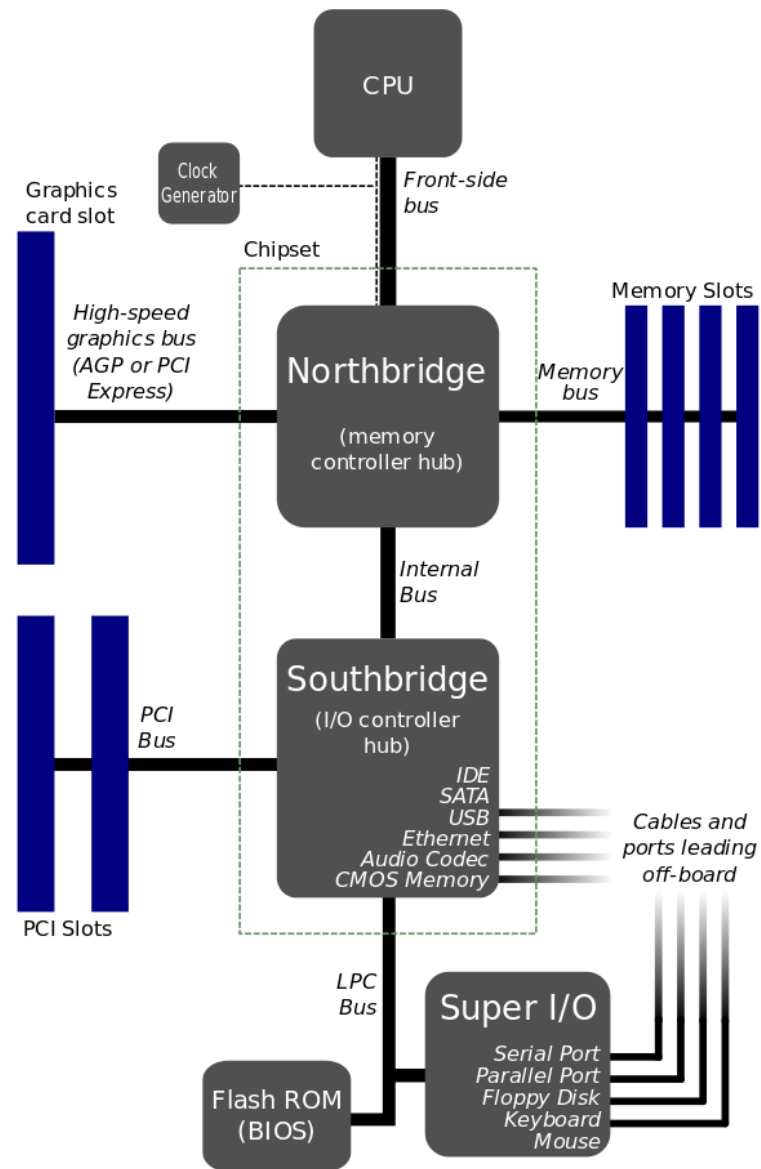 CPU
Clock
Generator
Front-side
bus
Graphics
card slot
Chipset
High-speed
graphics bus
(AGP or PCI
Express)
Northbridge
(memory
controller hub)
Memory
bus
Memory Slots
Internal
Bus
Southbridge
(I/O controller
hub)
PCI
Bus
IDE
SATA
USB
Ethernet
Audio Codec
CMOS Memory
Cables and
ports leading
off-board
PCI Slots
LPC
Bus
Super I/O
Serial Port
Parallel Port
Floppy Disk
Keyboard
Mouse
Flash ROM
(BIOS)